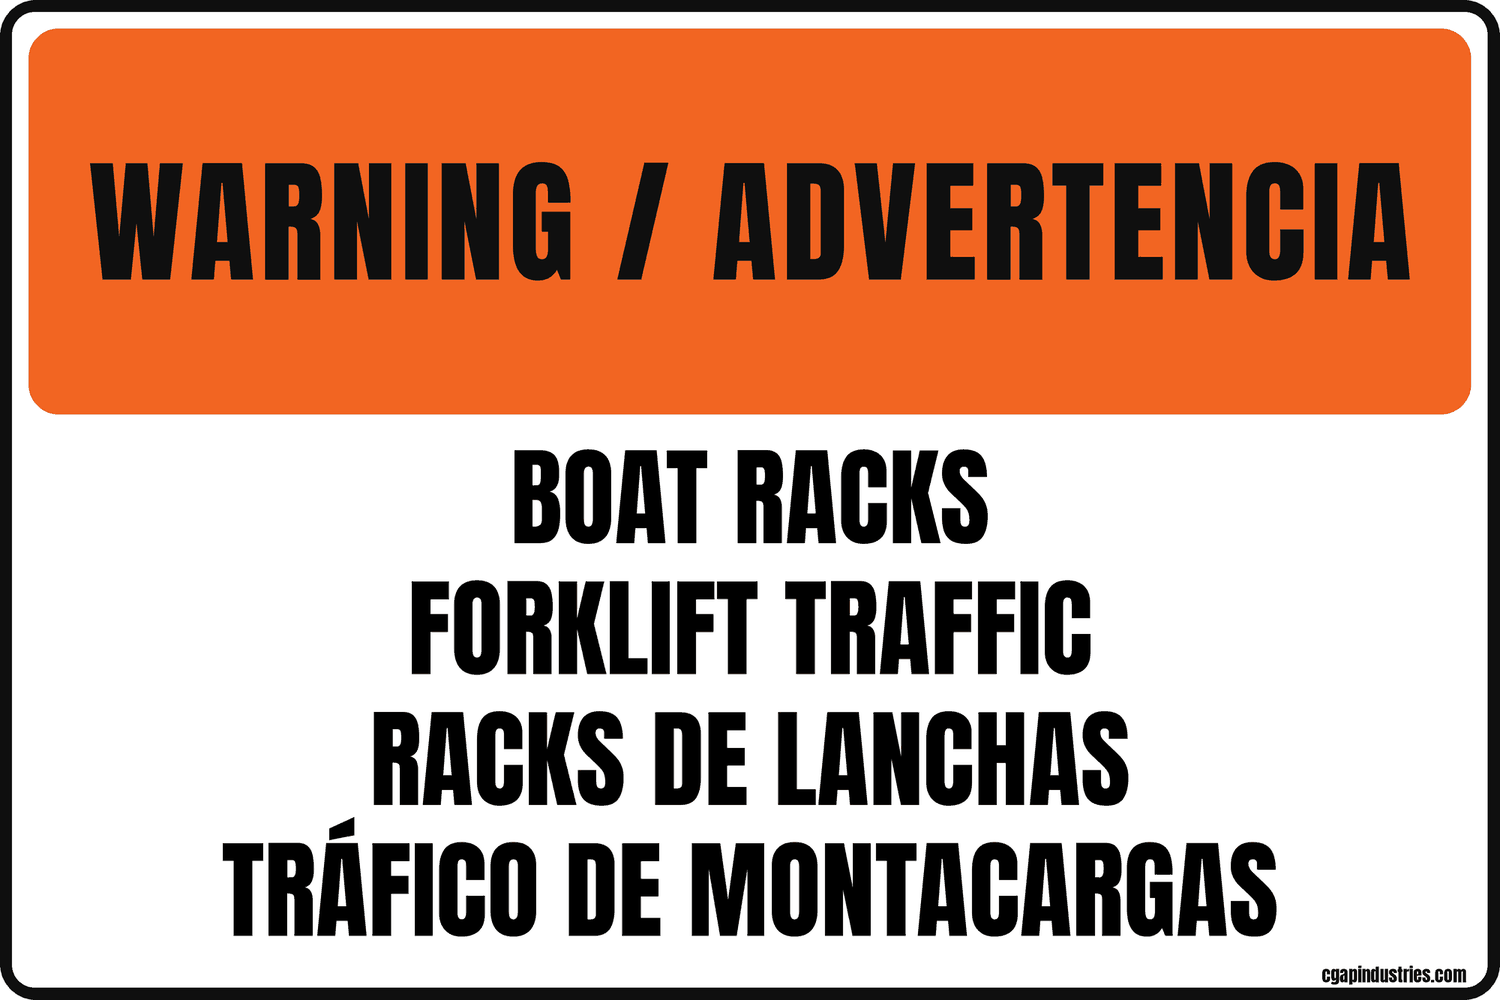 WARNING / ADVERTENCIA
BOAT RACKS
FORKLIFT TRAFFIC
RACKS DE LANCHAS
TRÁFICO DE MONTACARGAS
cgapindustries.com